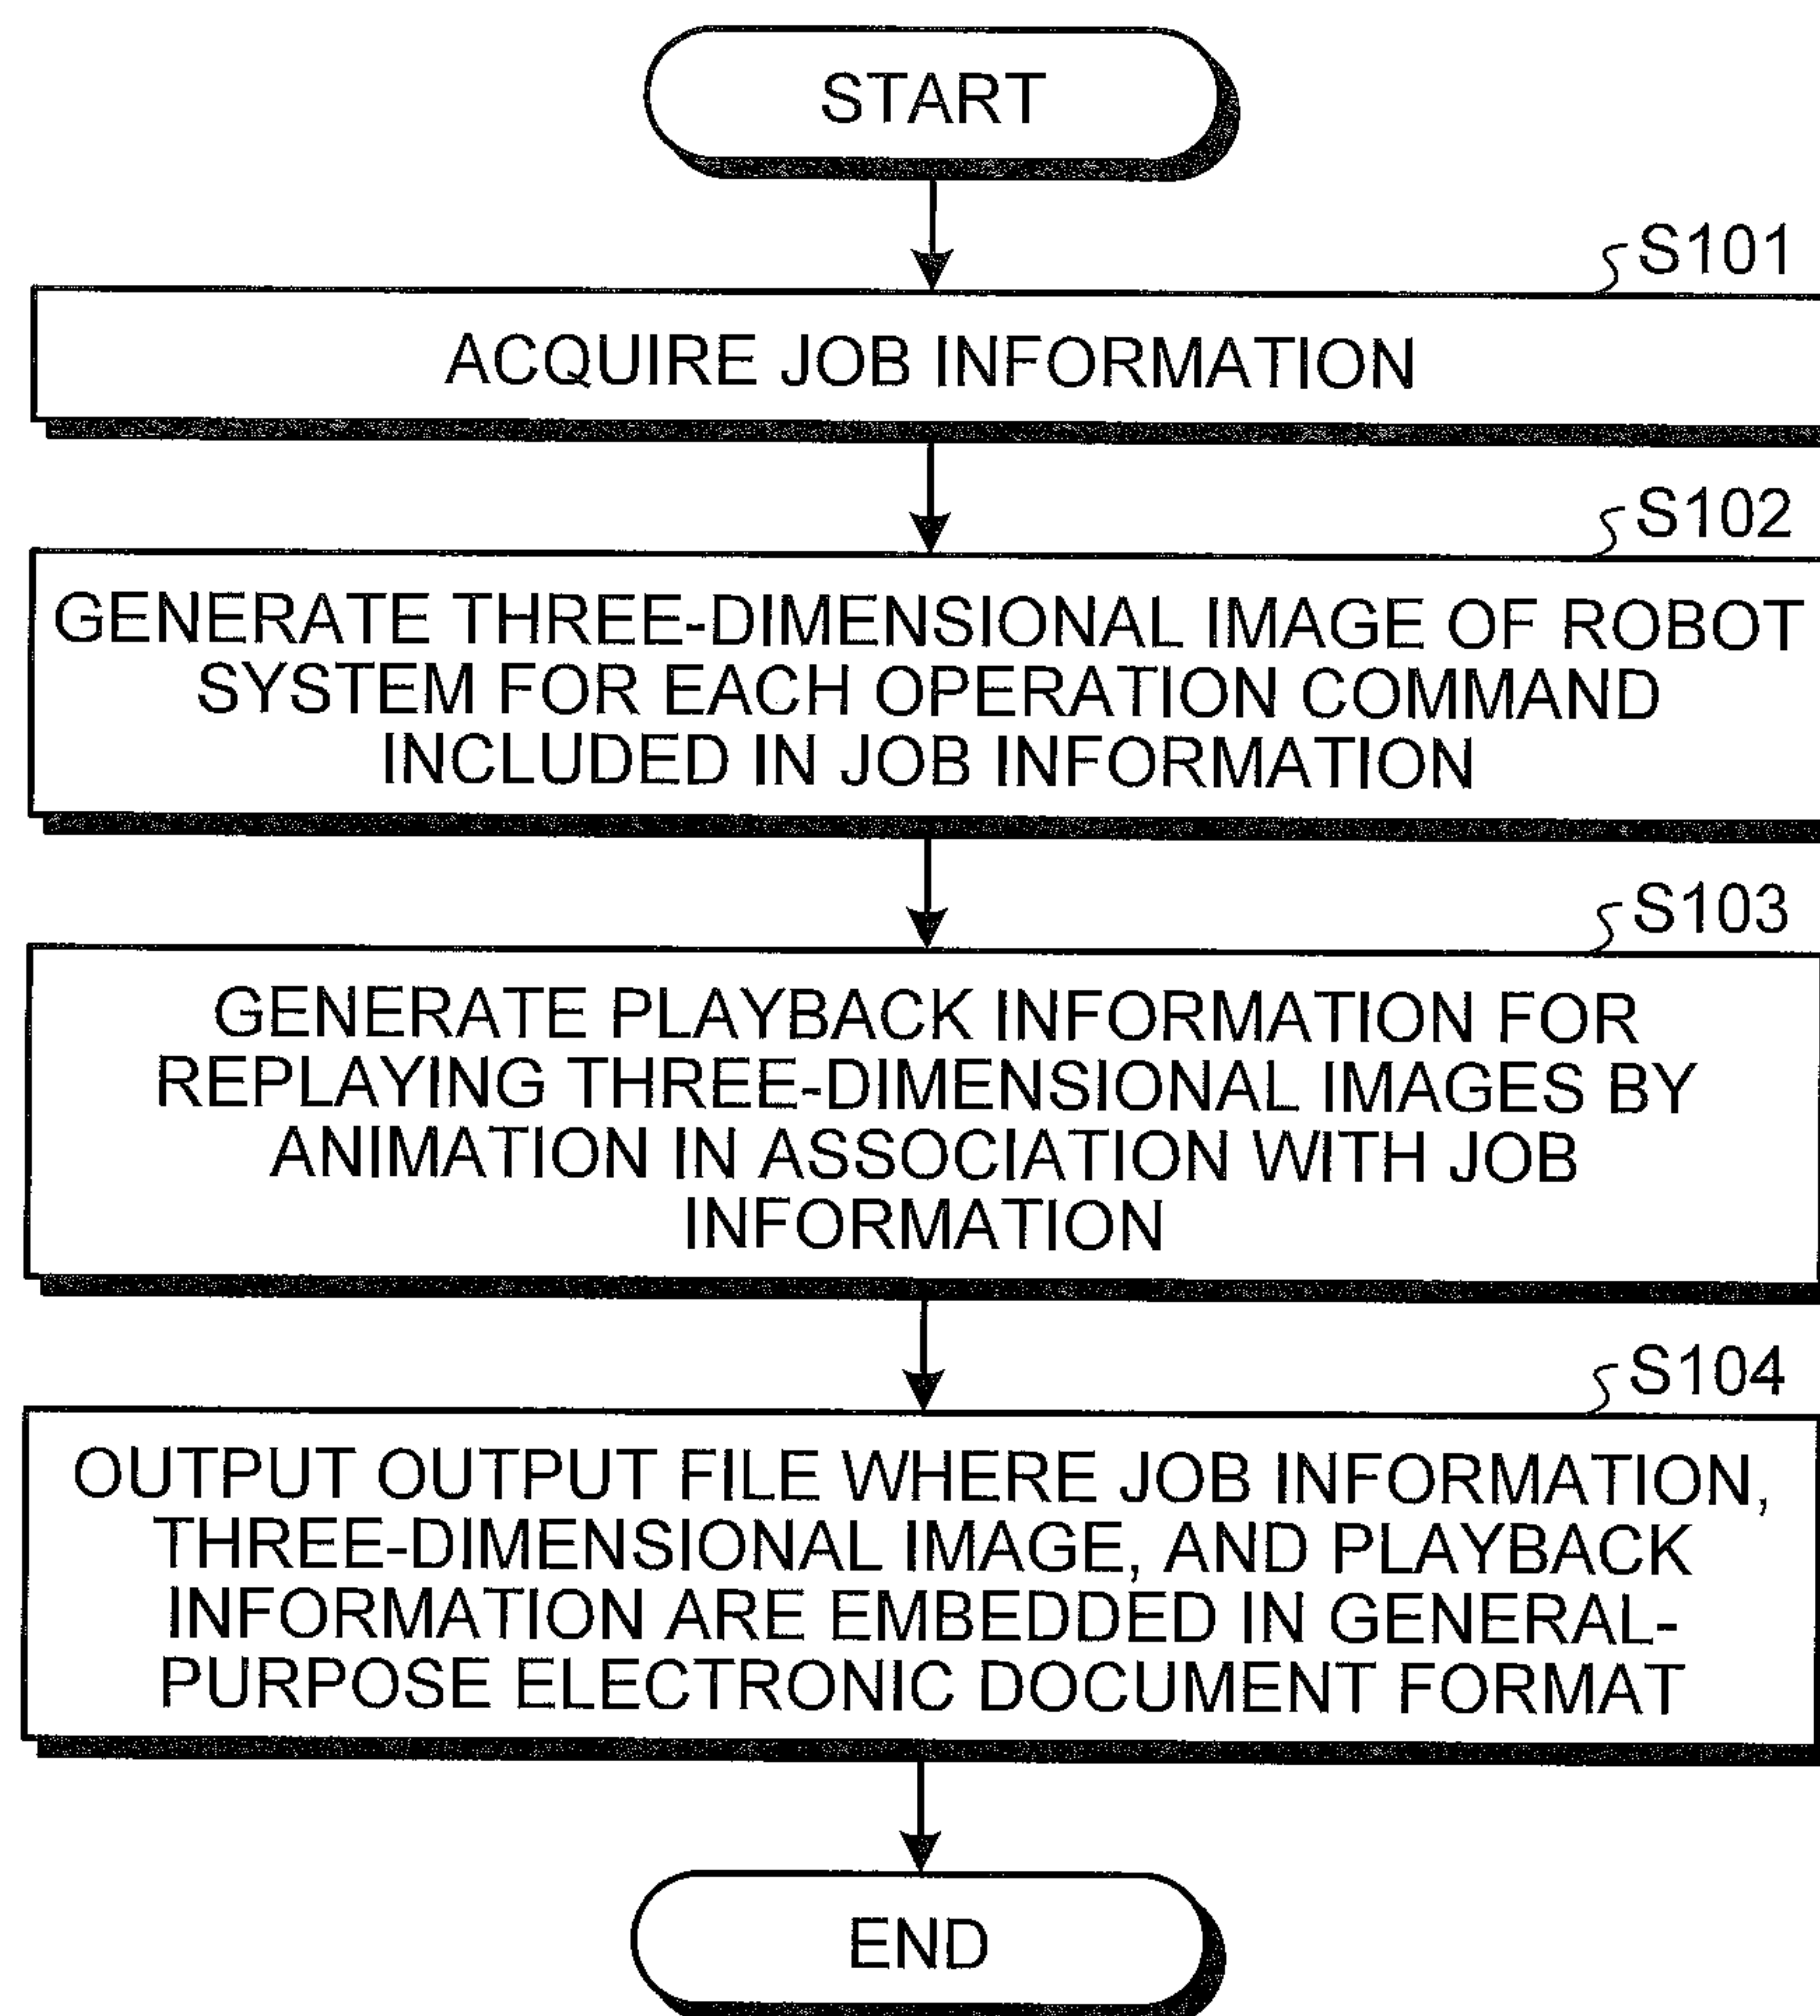 START
S101
ACQUIRE JOB INFORMATION
S102
GENERATE THREE-DIMENSIONAL IMAGE OF ROBOT
SYSTEM FOR EACH OPERATION COMMAND
INCLUDED IN JOB INFORMATION
S103
GENERATE PLAYBACK INFORMATION FOR
REPLAYING THREE-DIMENSIONAL IMAGES BY
ANIMATION IN ASSOCIATION WITH JOB
INFORMATION
S104
OUTPUT OUTPUT FILE WHERE JOB INFORMATION,
THREE-DIMENSIONAL IMAGE, AND PLAYBACK
INFORMATION ARE EMBEDDED IN GENERAL-
PURPOSE ELECTRONIC DOCUMENT FORMAT
END